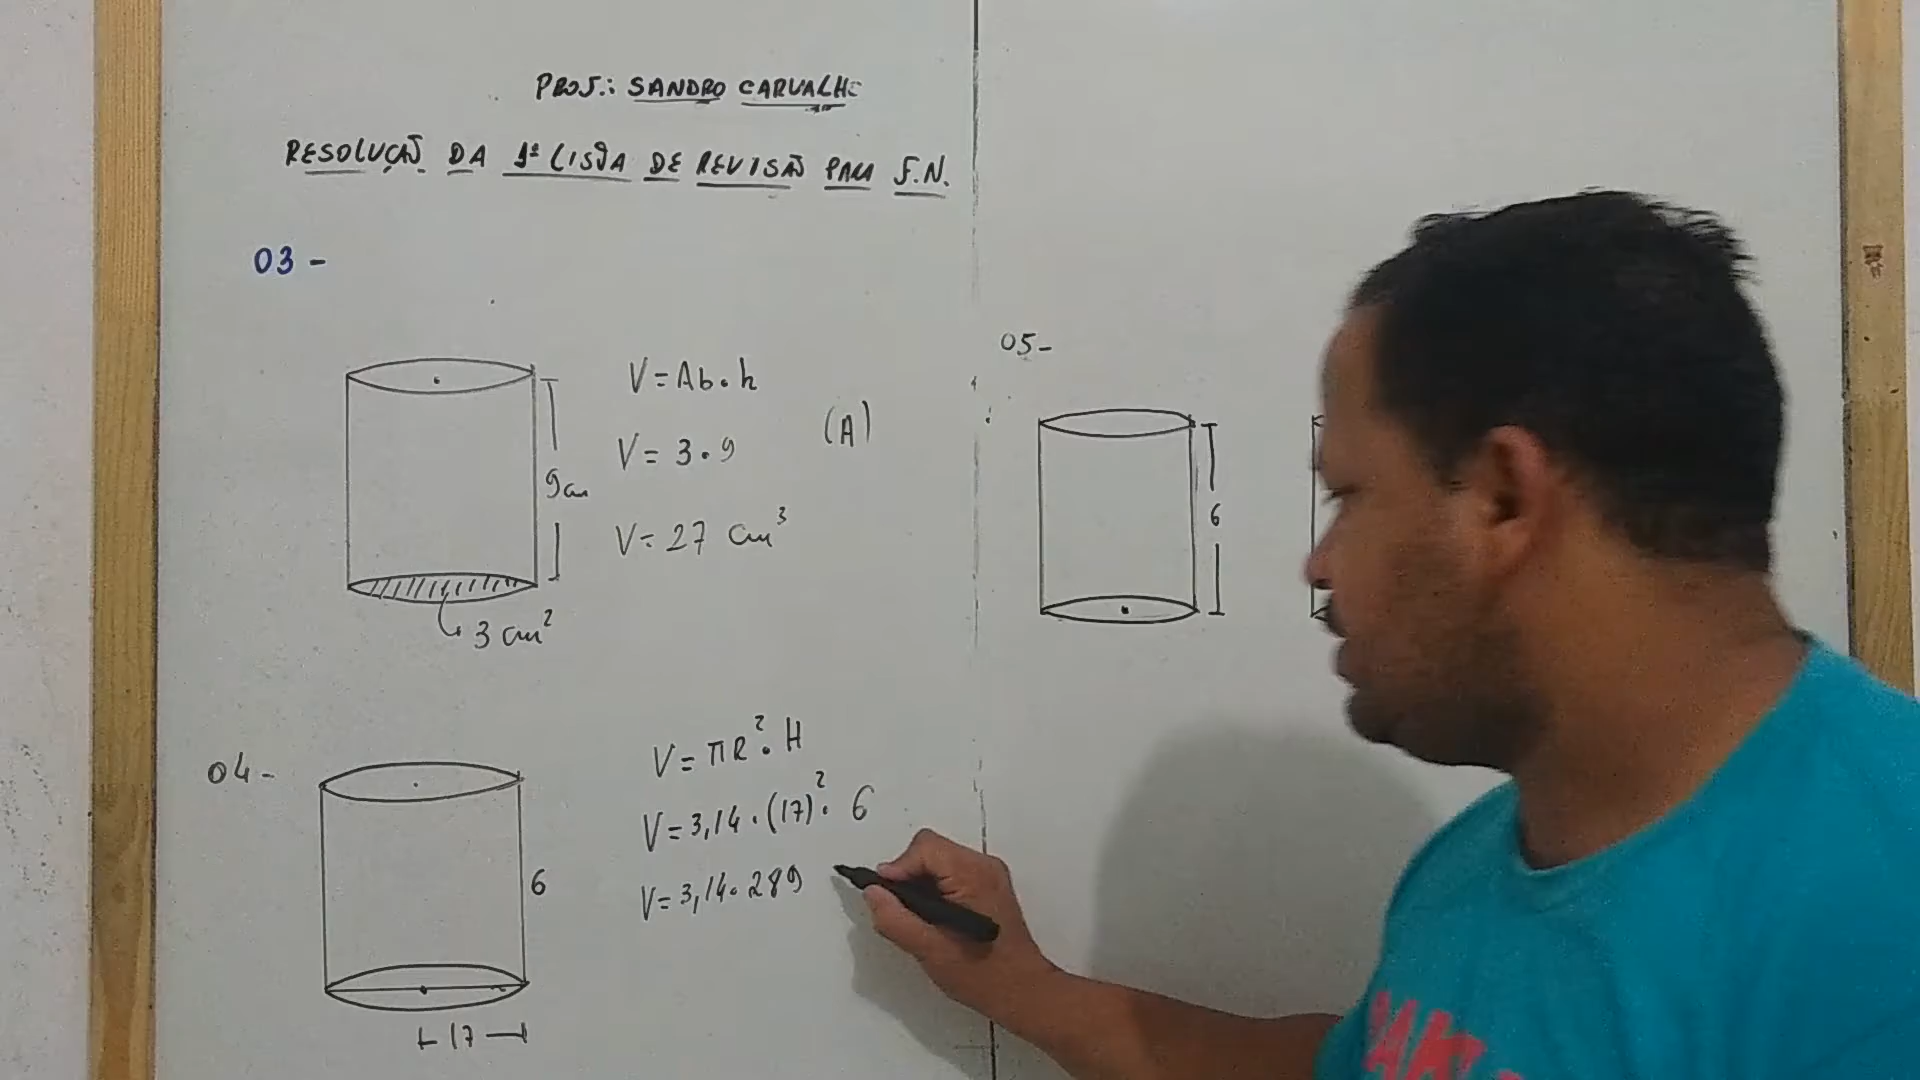 PROF.: SANDRO CARVALHO
RESOLUÇÃO DA 1ª LISTA DE REVISÃO PARA F.N.
03 -
V = Ab . h
V = 3 . 9
(A)
V = 27 cm³
9cm
3 cm²
04 -
6
17
V = πR² . H
V = 3,14 . (17)² . 6
V = 3,14 . 289
05 -
6